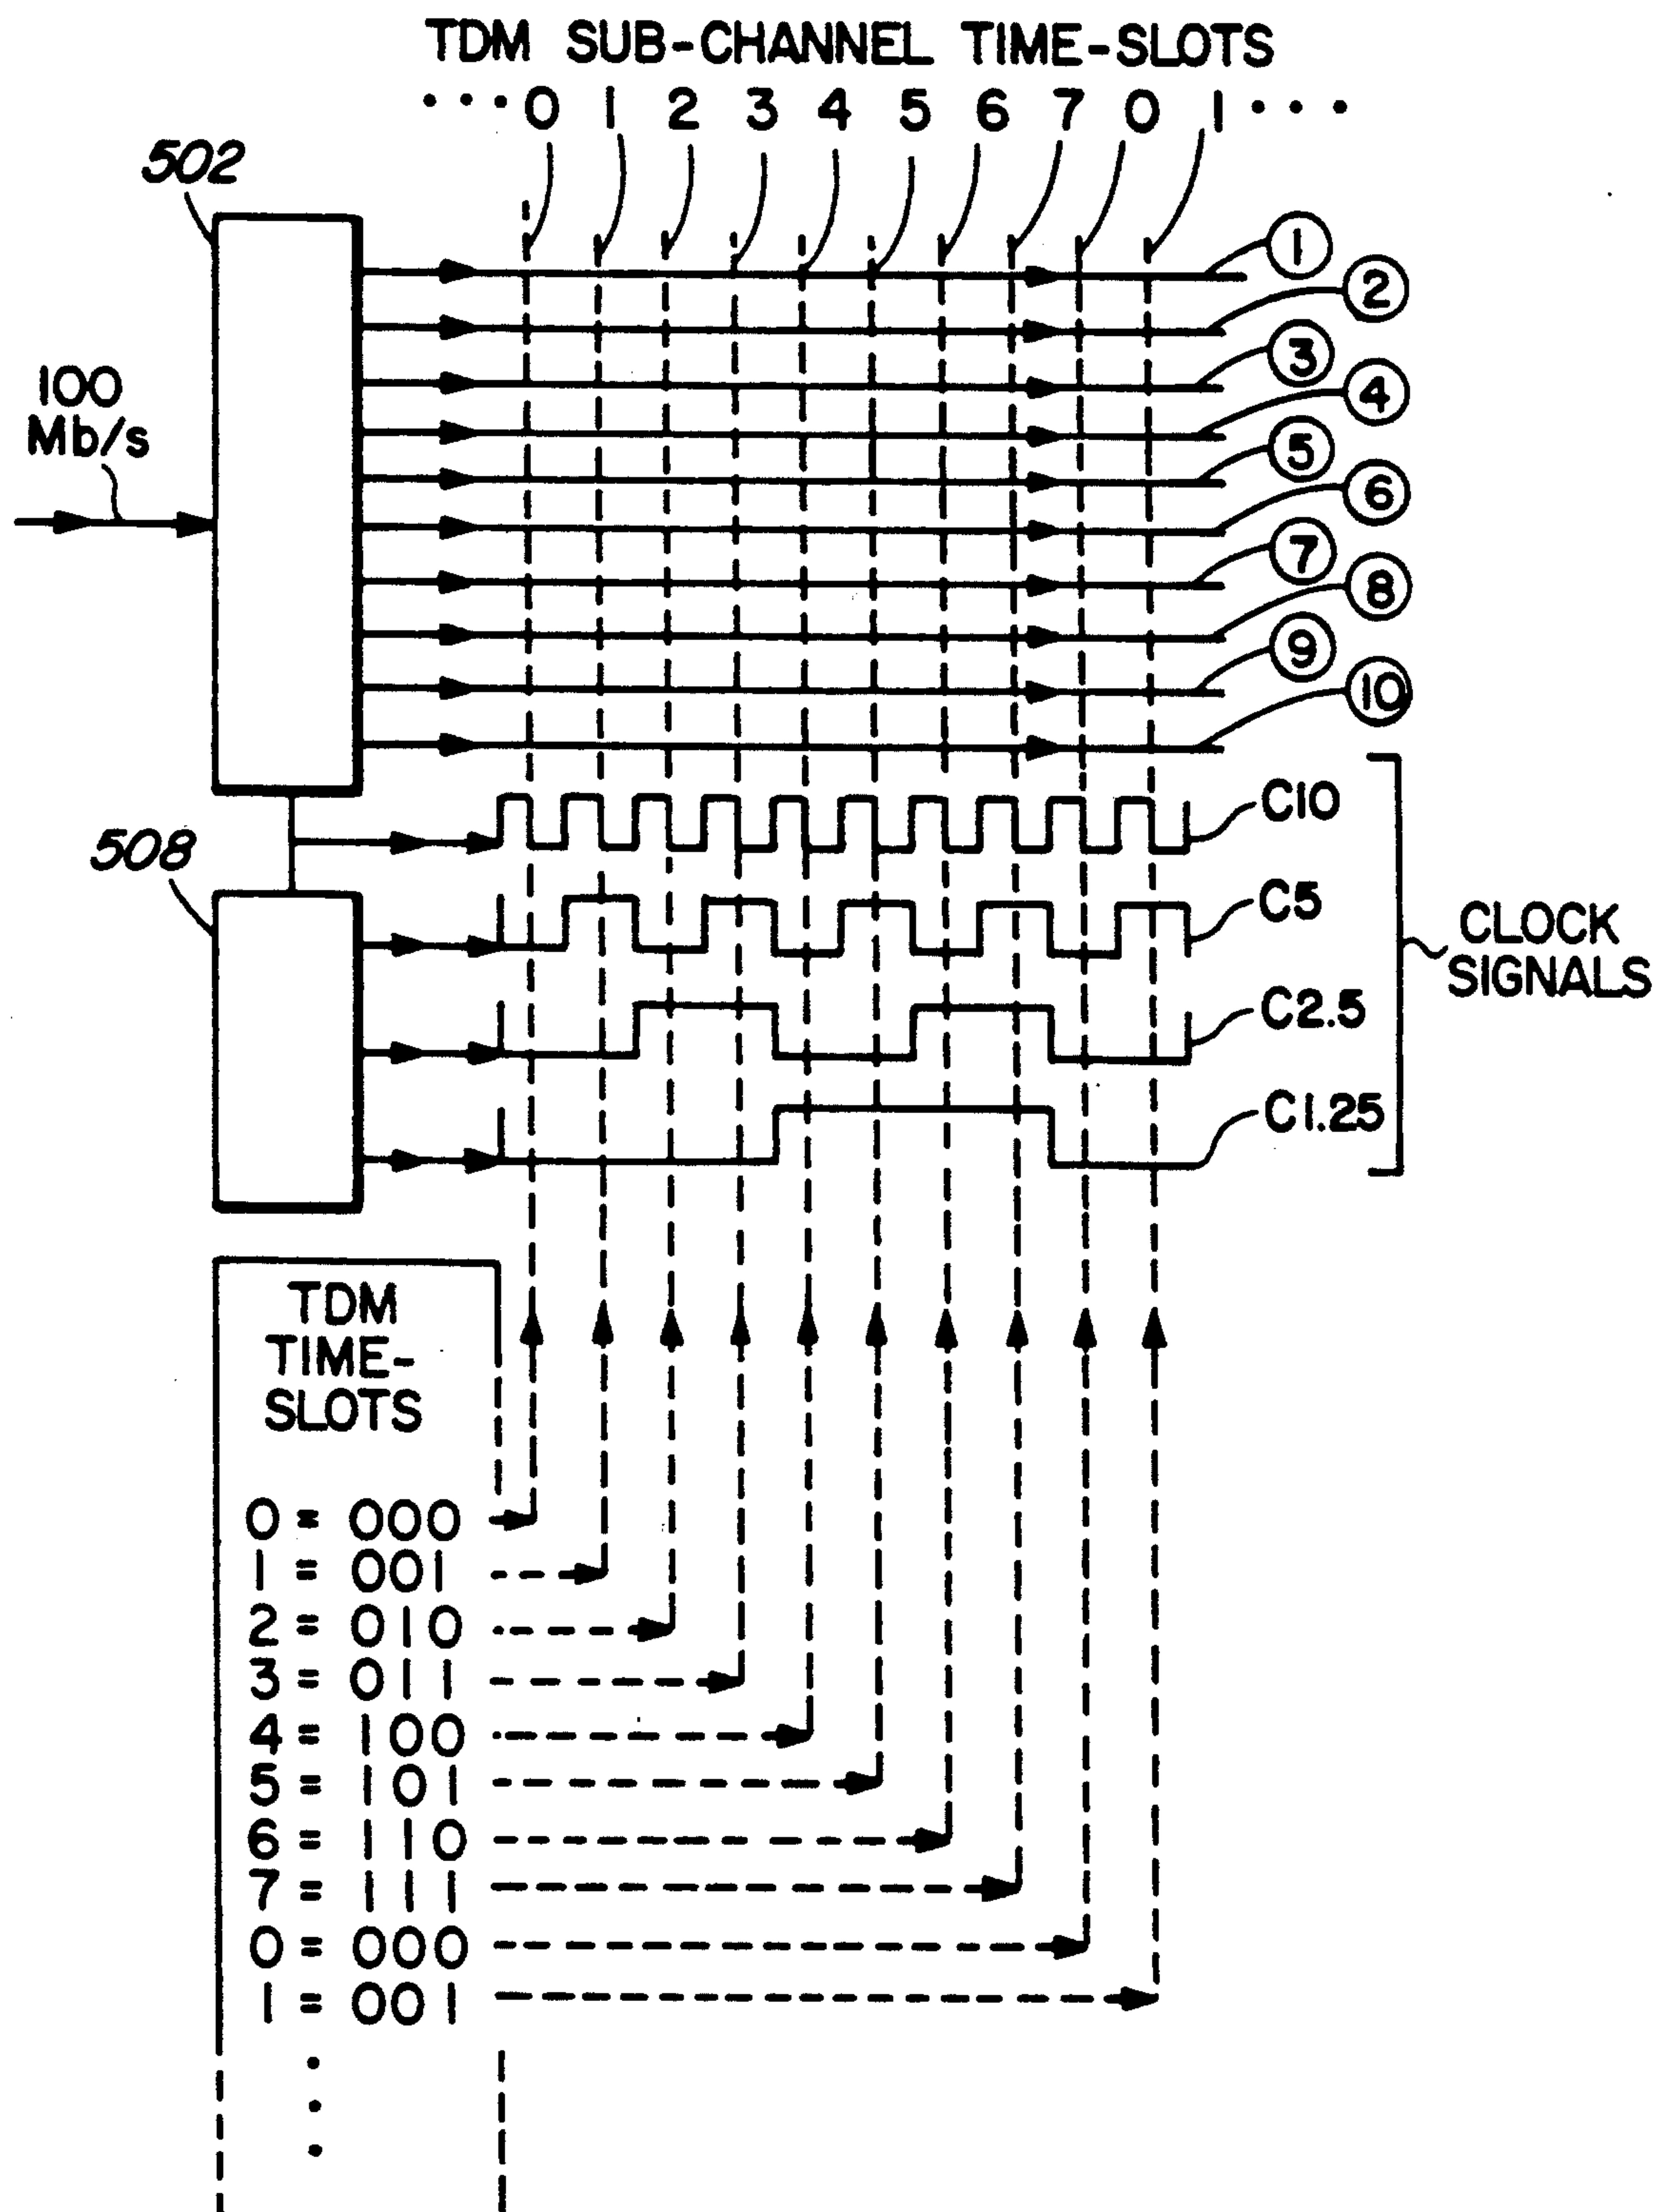 TDM SUB-CHANNEL TIME-SLOTS
• • • 0 1 2 3 4 5 6 7 0 1 • • •
502
1
2
3
100
Mb/s
4
5
6
7
8
9
10
C10
508
C5
CLOCK
SIGNALS
C2.5
C1.25
TDM
TIME-
SLOTS
0 = 000
1 = 001
2 = 010
3 = 011
4 = 100
5 = 101
6 = 110
7 = 111
0 = 000
1 = 001